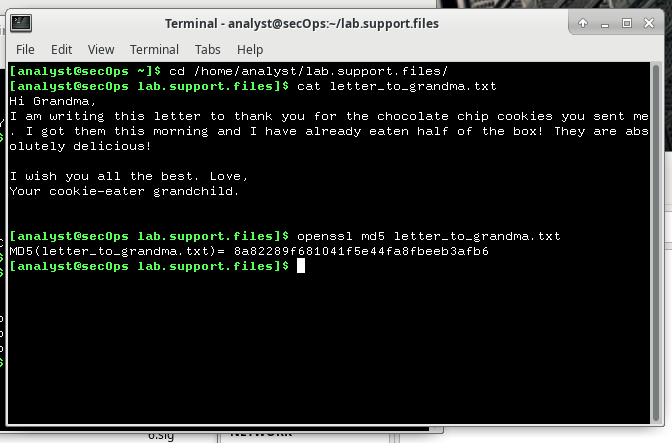 Terminal - analyst@secOps:~/lab.support.files
File Edit View Terminal Tabs Help
[analyst@secOps ~]$ cd /home/analyst/lab.support.files/
[analyst@secOps lab.support.files]$ cat letter_to_grandma.txt
Hi Grandma,
I am writing this letter to thank you for the chocolate chip cookies you sent me
. I got them this morning and I have already eaten half of the box! They are abs
olutely delicious!
I wish you all the best. Love,
Your cookie-eater grandchild.
[analyst@secOps lab.support.files]$ openssl md5 letter_to_grandma.txt
MD5(letter_to_grandma.txt)= 8a82289f681041f5e44fa8fbeeb3afb6
[analyst@secOps lab.support.files]$